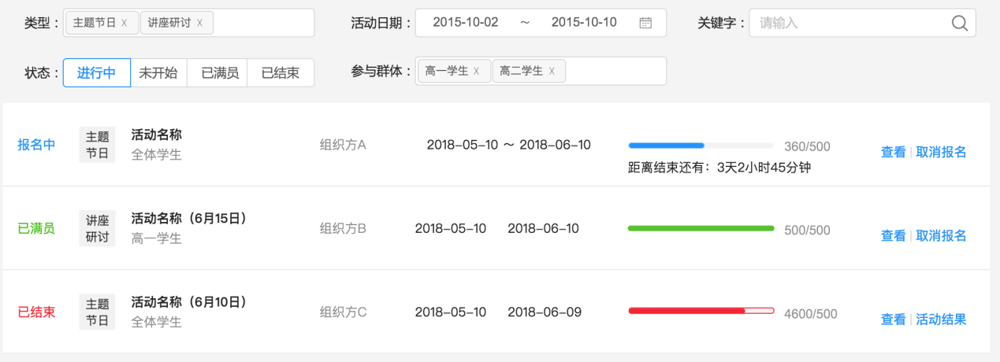 类型： 主题节日 x 讲座研讨 x 活动日期： 2015-10-02 ～ 2015-10-10 关键字： 请输入
状态： 进行中 未开始 已满员 已结束 参与群体： 高一学生 x 高二学生 x
报名中 主题节日 活动名称 组织方A 2018-05-10 ～ 2018-06-10 360/500 查看 | 取消报名
全体学生 距离结束还有：3天2小时45分钟
已满员 讲座研讨 活动名称（6月15日） 组织方B 2018-05-10 2018-06-10 500/500 查看 | 取消报名
高一学生
已结束 主题节日 活动名称（6月10日） 组织方C 2018-05-10 2018-06-09 4600/500 查看 | 活动结果
全体学生